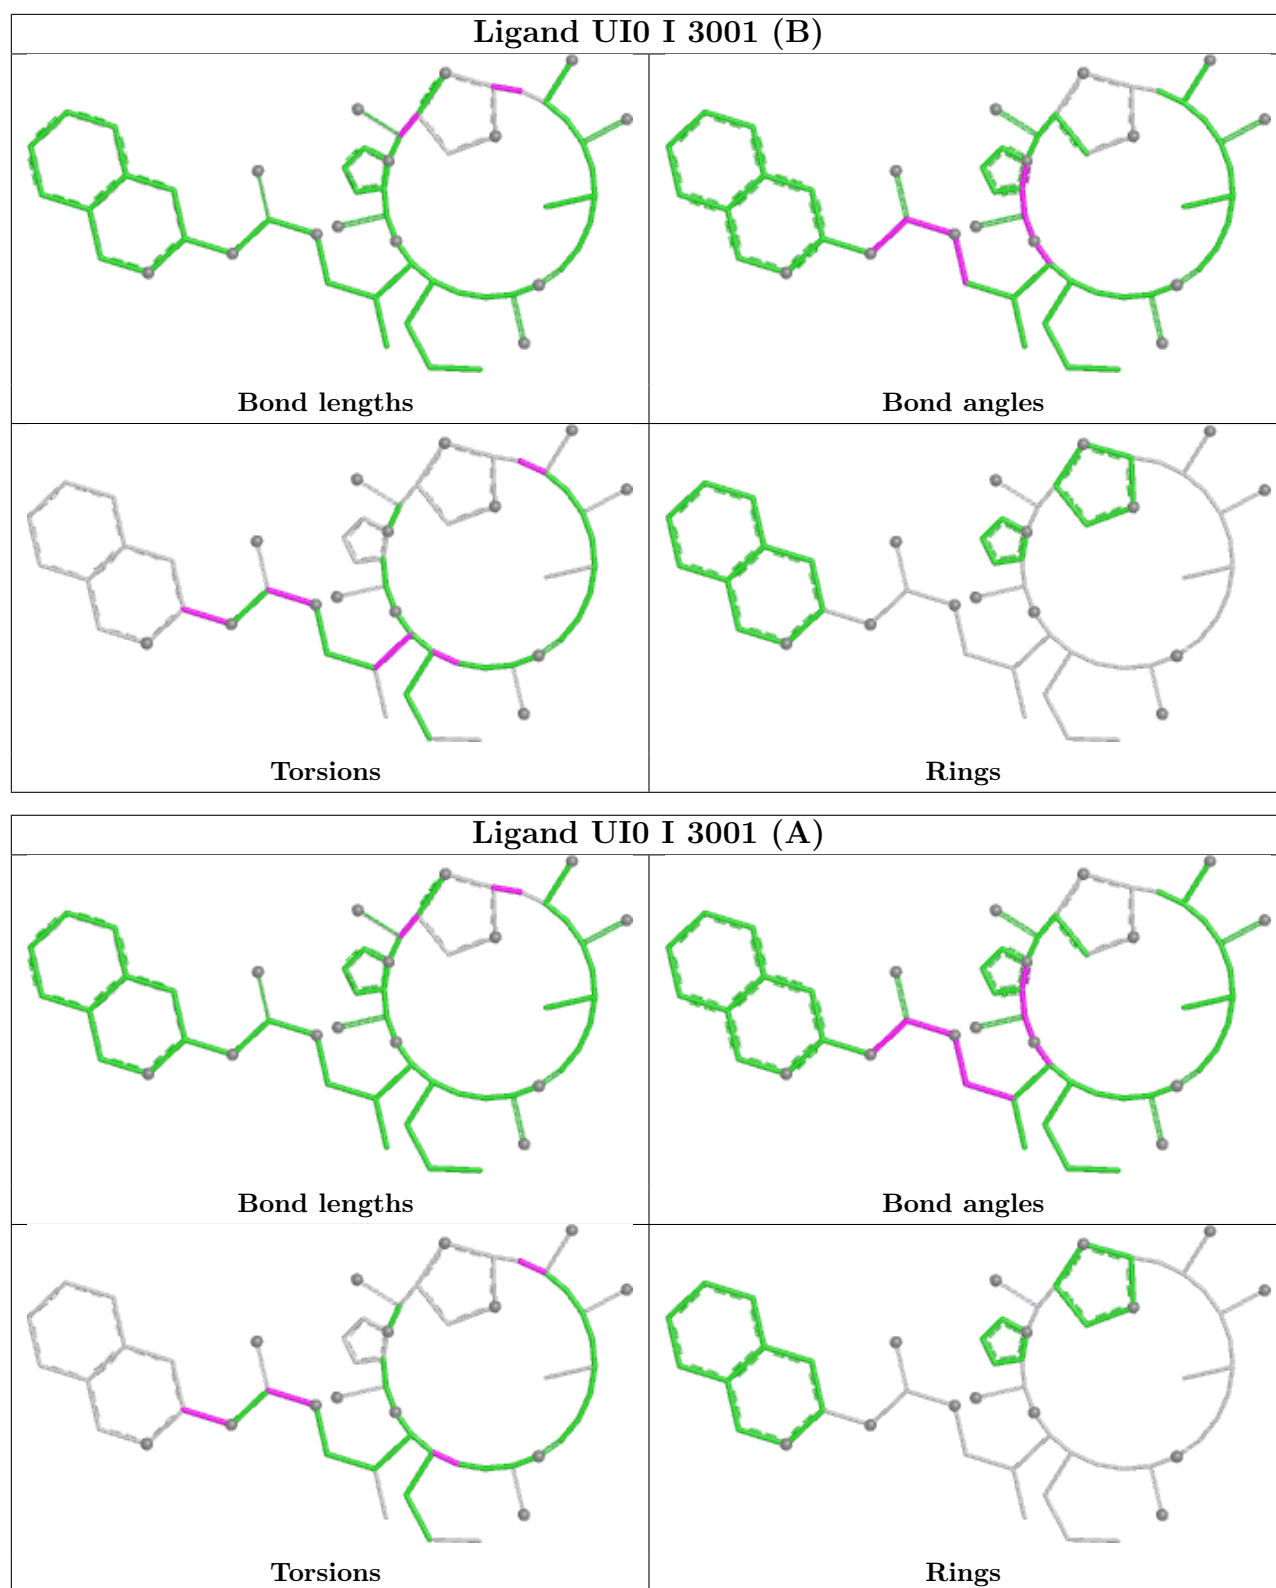 Ligand UI0 I 3001 (B)
Bond lengths
Bond angles
Torsions
Rings
Ligand UI0 I 3001 (A)
Bond lengths
Bond angles
Torsions
Rings